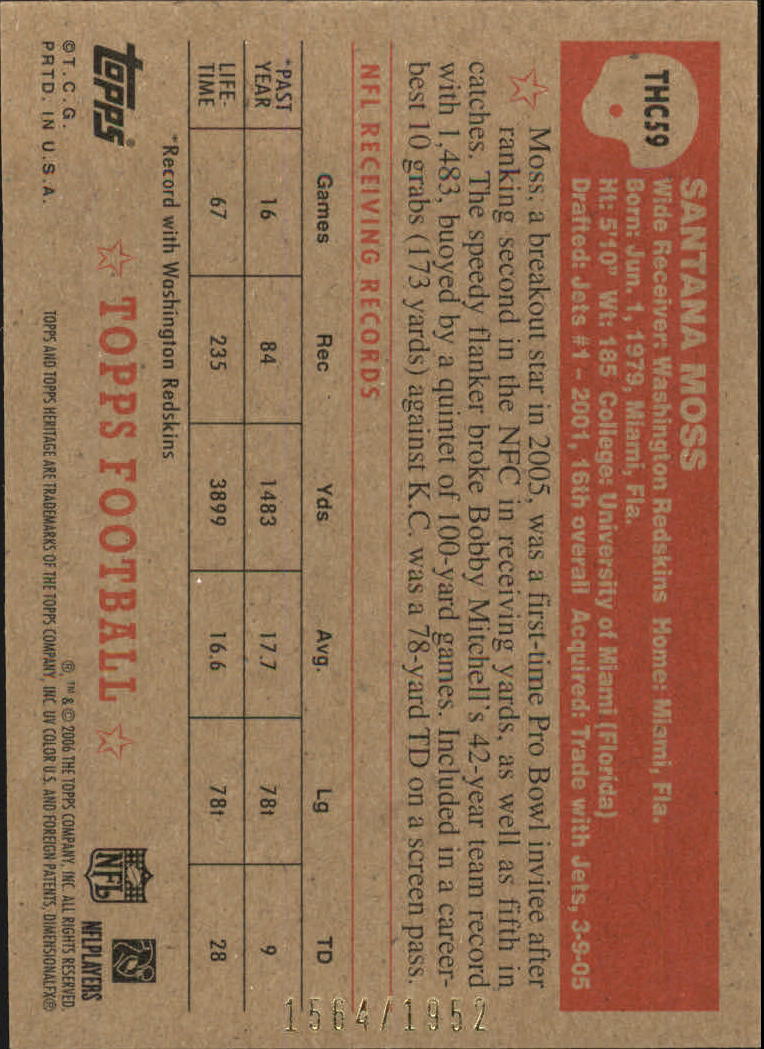 THC59
SANTANA MOSS
Wide Receiver: Washington Redskins Home: Miami, Fla.
Born: Jun. 1, 1979, Miami, Fla.
Ht: 5'10" Wt: 185 College: University of Miami (Florida)
Drafted: Jets #1 – 2001, 16th overall Acquired: Trade with Jets, 3-9-05
Moss, a breakout star in 2005, was a first-time Pro Bowl invitee after
ranking second in the NFC in receiving yards, as well as fifth in
catches. The speedy flanker broke Bobby Mitchell's 42-year team record
with 1,483, buoyed by a quintet of 100-yard games. Included in a career-
best 10 grabs (173 yards) against K.C. was a 78-yard TD on a screen pass.
NFL RECEIVING RECORDS
Games Rec Yds Avg. Lg TD
*PAST YEAR 16 84 1483 17.7 78t 9
LIFE-TIME 67 235 3899 16.6 78t 28
*Record with Washington Redskins
topps®
TOPPS FOOTBALL
NFL
NFLPLAYERS
©T.C.G.
PRTD. IN U.S.A.
®, ™ & © 2006 THE TOPPS COMPANY, INC. ALL RIGHTS RESERVED.
TOPPS AND TOPPS HERITAGE ARE TRADEMARKS OF THE TOPPS COMPANY, INC. UV COLOR U.S. AND FOREIGN PATENTS, DIMENSIONALFX®
1564/1952